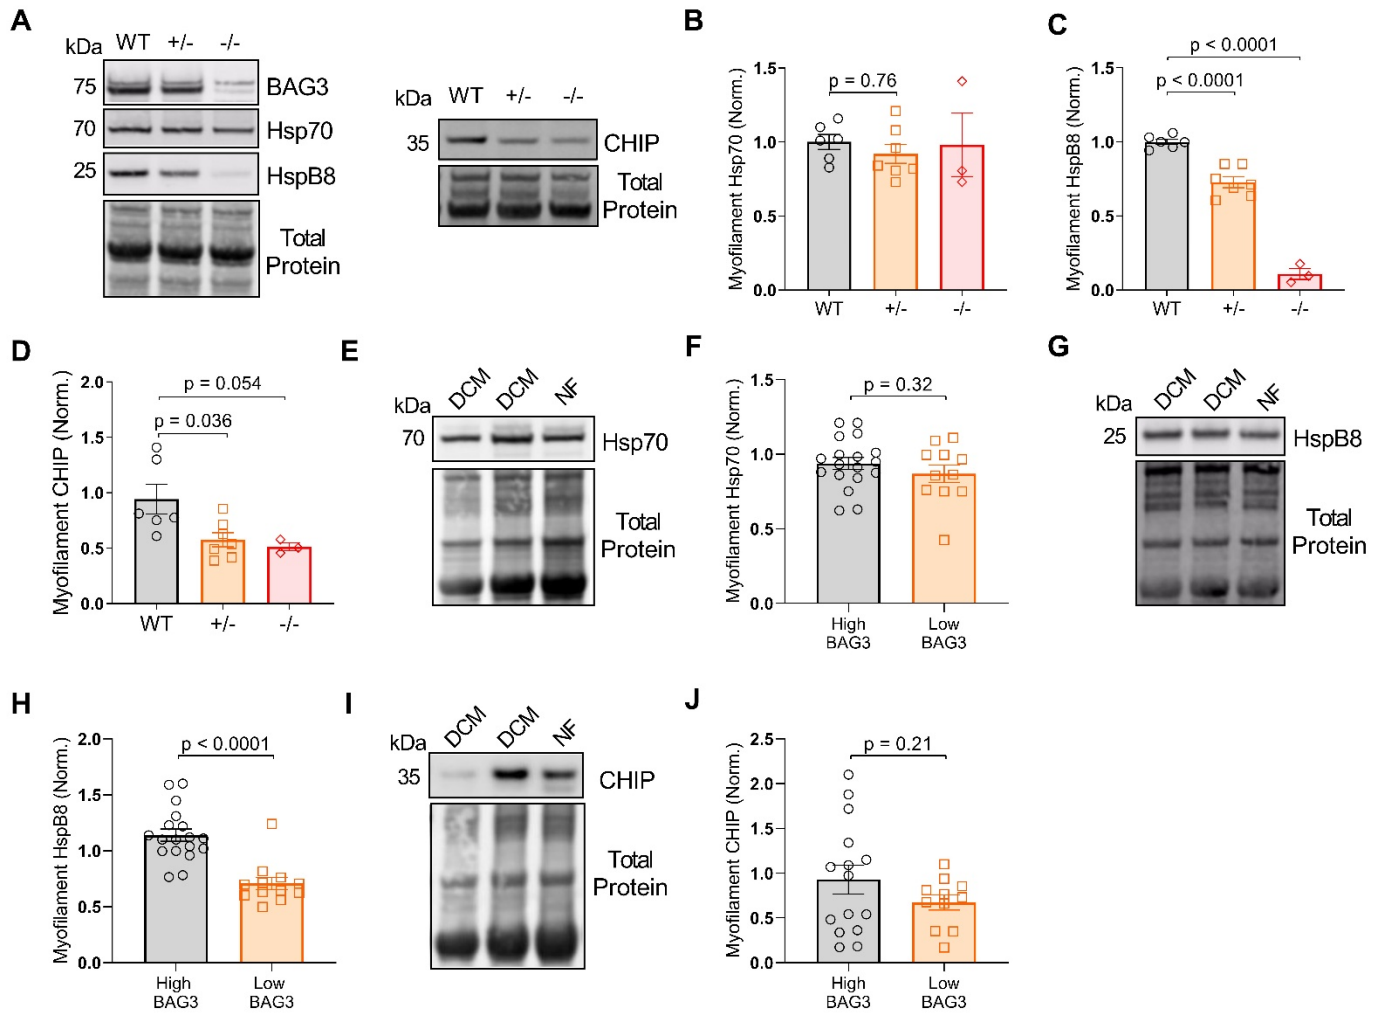 A
kDa WT +/- -/-
75 BAG3
70 Hsp70
25 HspB8
Total
Protein
kDa WT +/- -/-
35 CHIP
Total
Protein
B
Myofilament Hsp70 (Norm.)
1.5
1.0
0.5
0.0
p = 0.76
WT +/- -/-
C
Myofilament HspB8 (Norm.)
1.5
1.0
0.5
0.0
p < 0.0001
p <0.0001
WT +/- -/-
D
Myofilament CHIP (Norm.)
2.0
1.5
1.0
0.5
0.0
p = 0.054
p = 0.036
WT +/- -/-
E
DCM DCM NF
kDa
70 Hsp70
Total
Protein
F
Myofilament Hsp70 (Norm.)
1.5
1.0
0.5
0.0
p = 0.32
High Low
BAG3 BAG3
G
DCM DCM NF
kDa
25 HspB8
Total
Protein
H
Myofilament HspB8 (Norm.)
2.0
1.5
1.0
0.5
0.0
p < 0.0001
High Low
BAG3 BAG3
I
DCM DCM NF
kDa
35 CHIP
Total
Protein
J
Myofilament CHIP (Norm.)
2.5
2.0
1.5
1.0
0.5
0.0
p = 0.21
High Low
BAG3 BAG3